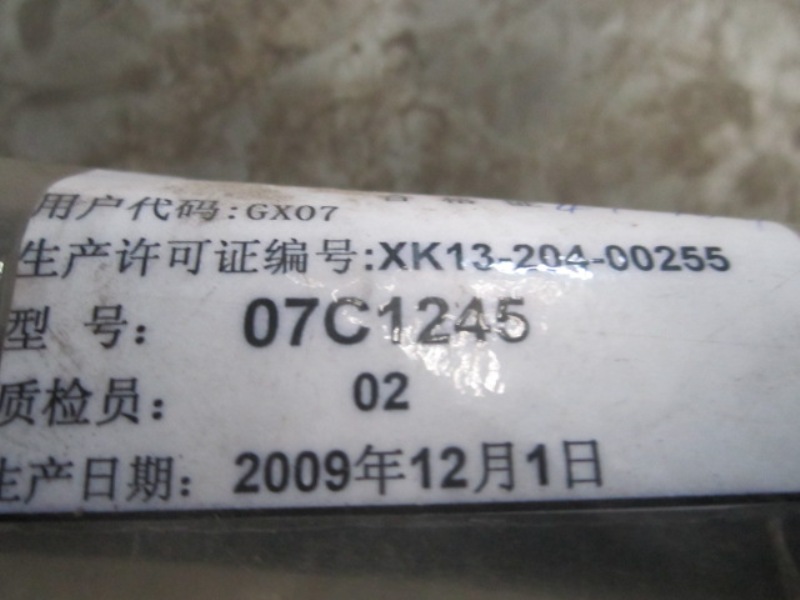 用户代码:GX07
生产许可证编号:XK13-204-00255
型 号: 07C1245
质检员: 02
生产日期: 2009年12月1日